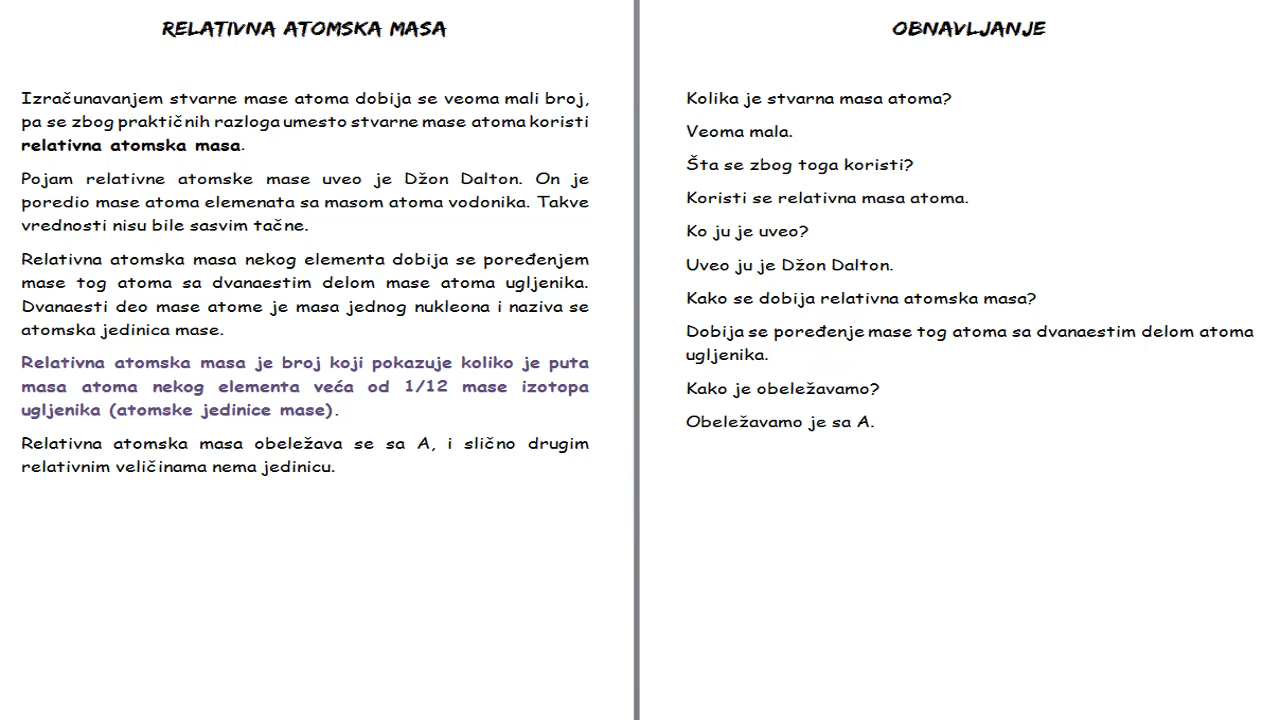 RELATIVNA ATOMSKA MASA
Izračunavanjem stvarne mase atoma dobija se veoma mali broj,
pa se zbog praktičnih razloga umesto stvarne mase atoma koristi
relativna atomska masa.
Pojam relativne atomske mase uveo je Džon Dalton. On je
poredio mase atoma elemenata sa masom atoma vodonika. Takve
vrednosti nisu bile sasvim tačne.
Relativna atomska masa nekog elementa dobija se poređenjem
mase tog atoma sa dvanaestim delom mase atoma ugljenika.
Dvanaesti deo mase atome je masa jednog nukleona i naziva se
atomska jedinica mase.
Relativna atomska masa je broj koji pokazuje koliko je puta
masa atoma nekog elementa veća od 1/12 mase izotopa
ugljenika (atomske jedinice mase).
Relativna atomska masa obeležava se sa A, i slično drugim
relativnim veličinama nema jedinicu.
OBNAVLJANJE
Kolika je stvarna masa atoma?
Veoma mala.
Šta se zbog toga koristi?
Koristi se relativna masa atoma.
Ko ju je uveo?
Uveo ju je Džon Dalton.
Kako se dobija relativna atomska masa?
Dobija se poređenje mase tog atoma sa dvanaestim delom atoma
ugljenika.
Kako je obeležavamo?
Obeležavamo je sa A.